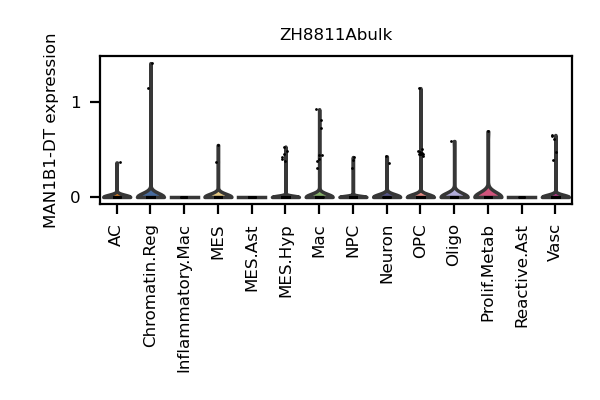 ZH8811Abulk
MAN1B1-DT expression
1
0
AC
Chromatin.Reg
Inflammatory.Mac
MES
MES.Ast
MES.Hyp
Mac
NPC
Neuron
OPC
Oligo
Prolif.Metab
Reactive.Ast
Vasc